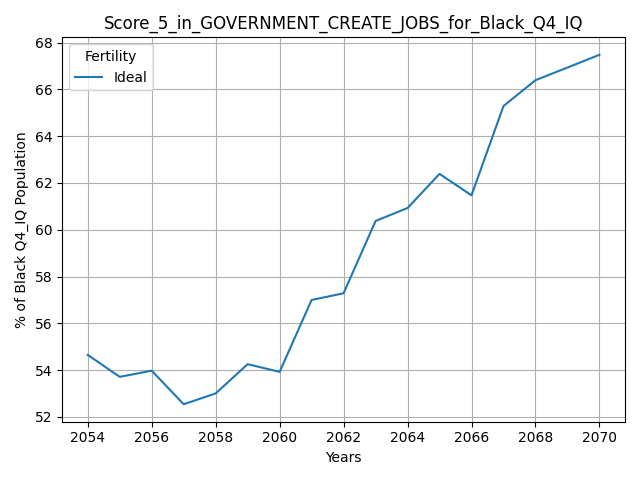 Score_5_in_GOVERNMENT_CREATE_JOBS_for_Black_Q4_IQ
Fertility
Ideal
% of Black Q4_IQ Population
68
66
64
62
60
58
56
54
52
2054 2056 2058 2060 2062 2064 2066 2068 2070
Years